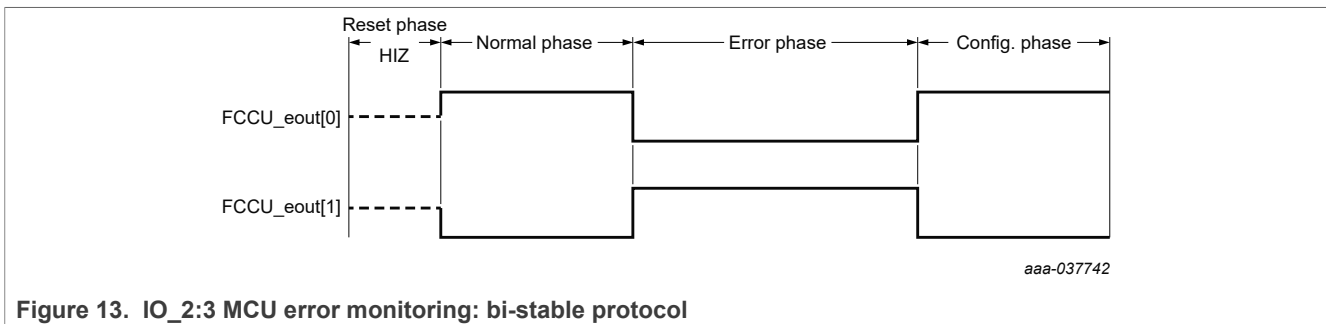 Reset phase
HIZ
Normal phase
Error phase
Config. phase
FCCU_eout[0]
FCCU_eout[1]
aaa-037742
Figure 13. IO_2:3 MCU error monitoring: bi-stable protocol